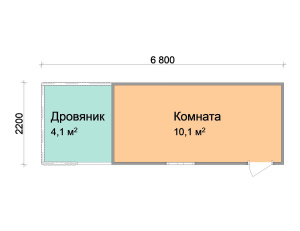 6 800
2200
Дровяник
4,1 м²
Комната
10,1 м²